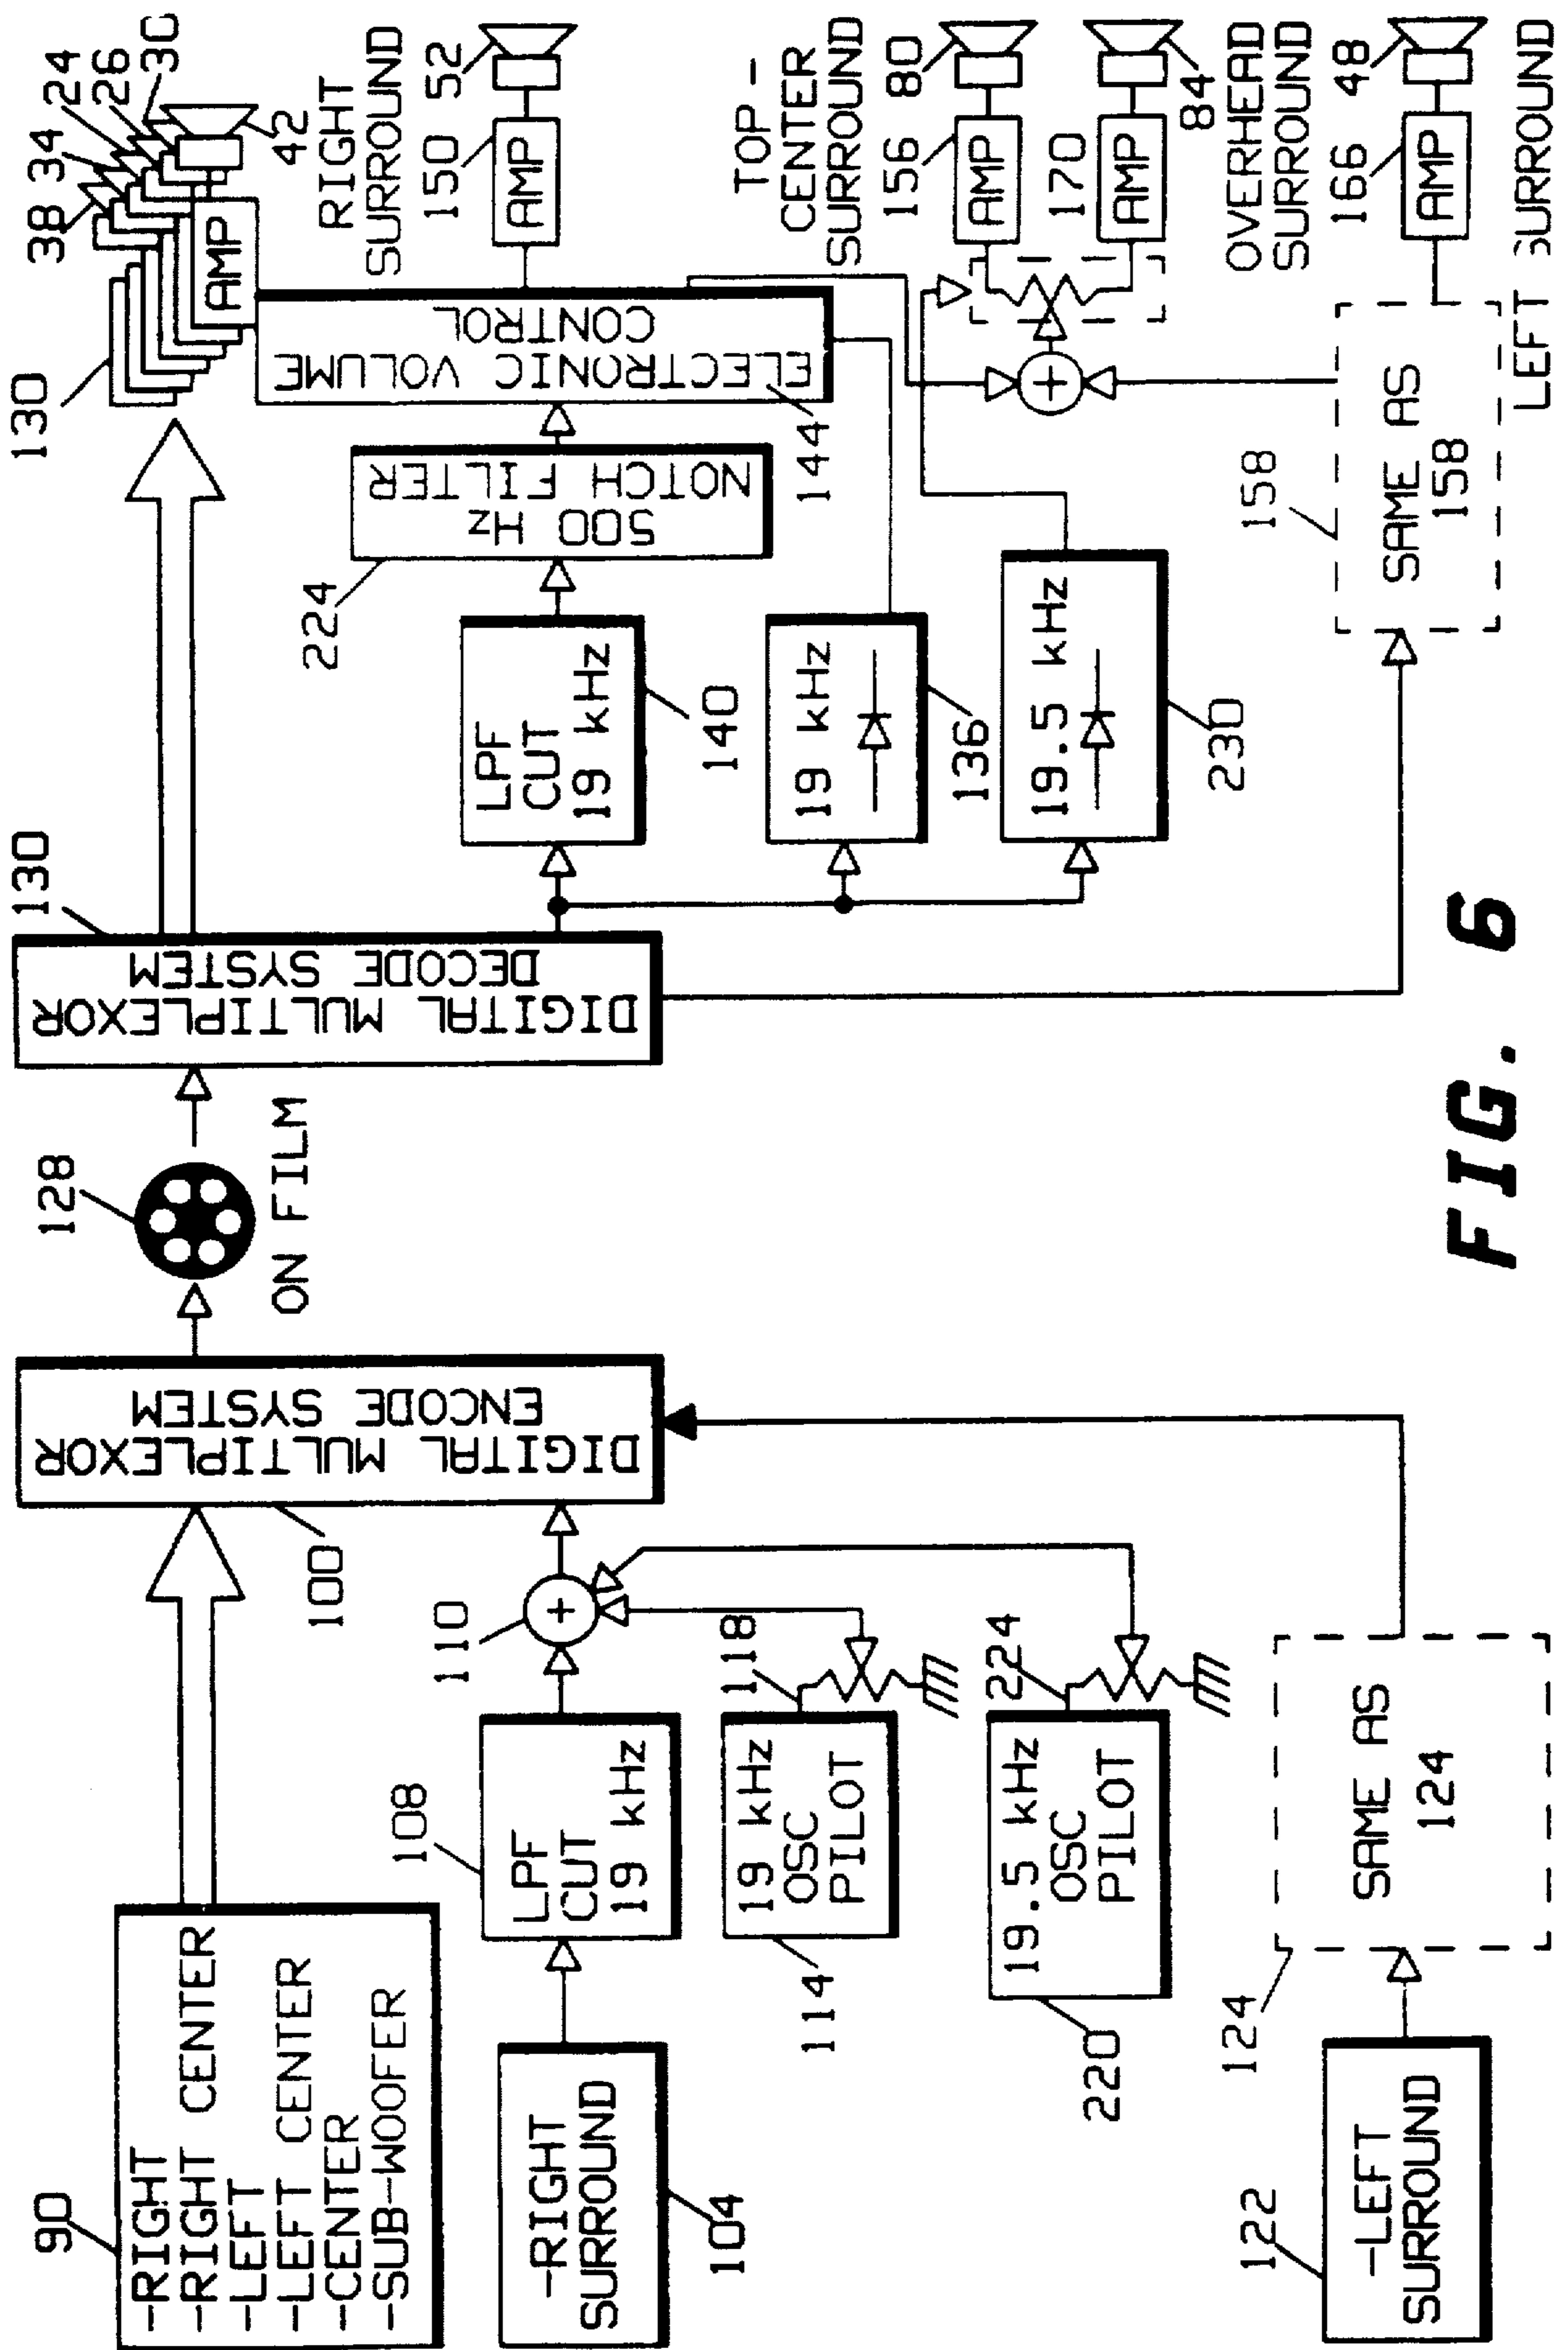 90
-RIGHT
-RIGHT CENTER
-LEFT
-LEFT CENTER
-CENTER
-SUB-WOOFER
100
DIGITAL MULTIPLEXOR
ENCODE SYSTEM
128
ON FILM
130
DIGITAL MULTIPLEXOR
DECODE SYSTEM
130
38
34
24
26
30
AMP
42
-RIGHT
SURROUND
104
108
LPF
CUT
19 kHz
110
+
19 kHz
OSC
PILOT
114
118
19.5 kHz
OSC
PILOT
220
224
-LEFT
SURROUND
122
124
SAME AS
124
LPF
CUT
19 kHz
140
224
500 Hz
NOTCH FILTER
ELECTRONIC VOLUME
CONTROL
144
19 kHz
136
19.5 kHz
230
RIGHT
SURROUND
150
52
AMP
TOP-
CENTER
SURROUND
156
80
AMP
+
170
84
AMP
OVERHEAD
SURROUND
158
SAME AS
158
166
48
AMP
LEFT SURROUND
FIG. 6